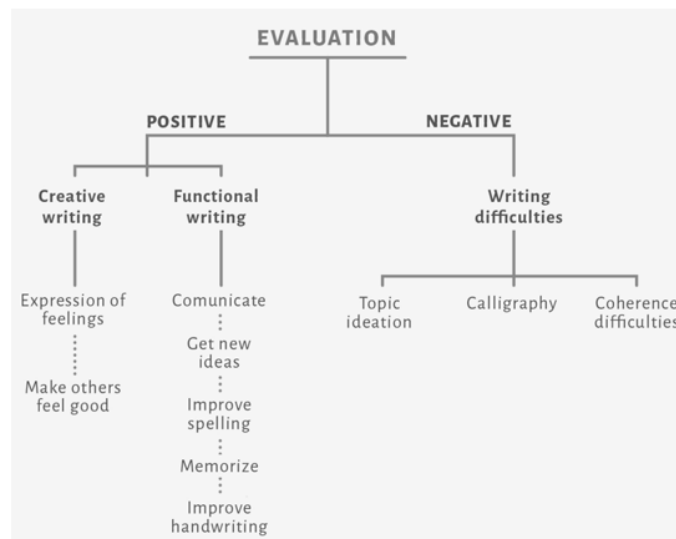 EVALUATION
POSITIVE
NEGATIVE
Creative
writing
Functional
writing
Writing
difficulties
Expression of
feelings
Make others
feel good
Comunicate
Get new
ideas
Improve
spelling
Memorize
Improve
handwriting
Topic
ideation
Calligraphy
Coherence
difficulties